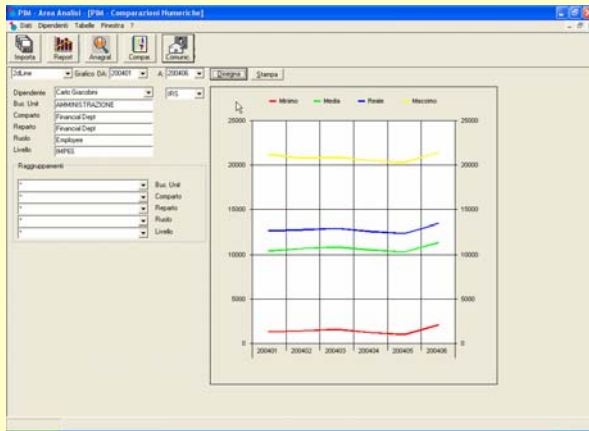 PIM - Area Analisi - [PIM - Comparazioni Numeriche]
Dati Dipendenti Tabelle Finestra ?
Importa Report Anagraf. Compar. Comunic.
2dLine Grafico DA: 200401 A: 200406 Disegna Stampa
Dipendente Carlo Giacobini IRIS
Bus. Unit AMMINISTRAZIONE
Comparto Financial Dept
Reparto Financial Dept
Ruolo Employee
Livello IMP6S
Raggruppamenti
* Bus. Unit
* Comparto
* Reparto
* Ruolo
* Livello
Minimo Media Reale Massimo
25000 25000
20000 20000
15000 15000
10000 10000
5000 5000
0 0
200401 200402 200403 200404 200405 200406